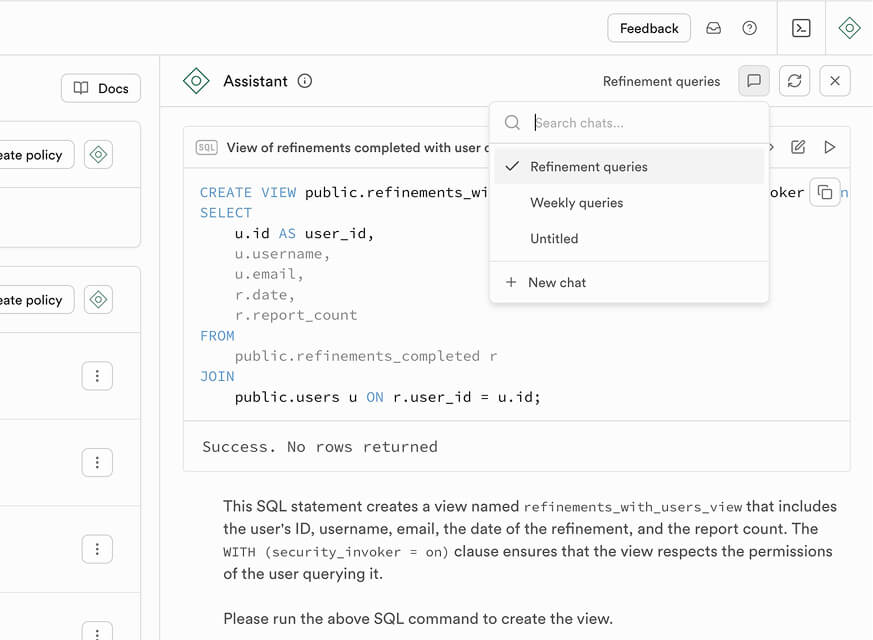 Feedback
Docs
Assistant
Refinement queries
Search chats...
Refinement queries
Weekly queries
Untitled
+ New chat
eate policy
eate policy
SQL View of refinements completed with user
CREATE VIEW public.refinements_wi oker n
SELECT
u.id AS user_id,
u.username,
u.email,
r.date,
r.report_count
FROM
public.refinements_completed r
JOIN
public.users u ON r.user_id = u.id;
Success. No rows returned
This SQL statement creates a view named refinements_with_users_view that includes
the user's ID, username, email, the date of the refinement, and the report count. The
WITH (security_invoker = on) clause ensures that the view respects the permissions
of the user querying it.
Please run the above SQL command to create the view.